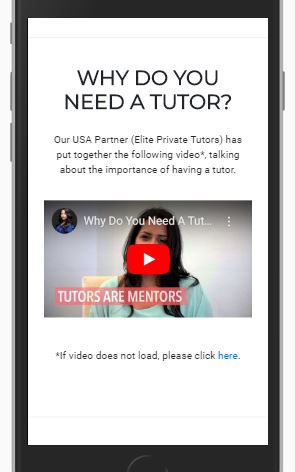 WHY DO YOU
NEED A TUTOR?
Our USA Partner (Elite Private Tutors) has
put together the following video*, talking
about the importance of having a tutor.
Why Do You Need A Tut...
TUTORS ARE MENTORS
*If video does not load, please click here.